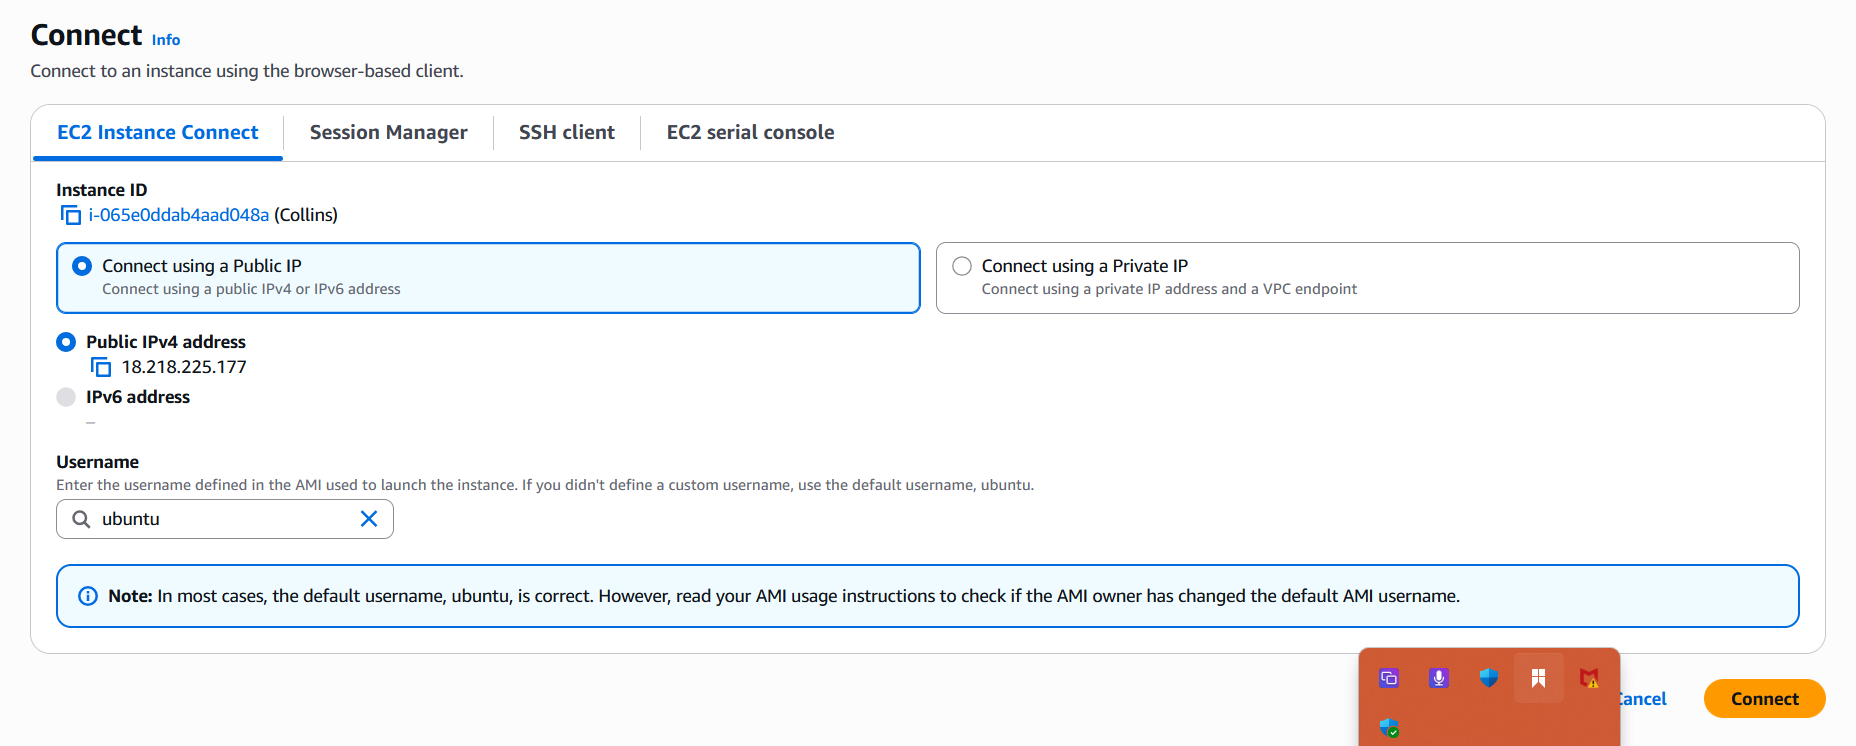 Connect Info
Connect to an instance using the browser-based client.
EC2 Instance Connect Session Manager SSH client EC2 serial console
Instance ID
i-065e0ddab4aad048a (Collins)
Connect using a Public IP
Connect using a public IPv4 or IPv6 address
Connect using a Private IP
Connect using a private IP address and a VPC endpoint
Public IPv4 address
18.218.225.177
IPv6 address
–
Username
Enter the username defined in the AMI used to launch the instance. If you didn't define a custom username, use the default username, ubuntu.
ubuntu
Note: In most cases, the default username, ubuntu, is correct. However, read your AMI usage instructions to check if the AMI owner has changed the default AMI username.
Cancel Connect